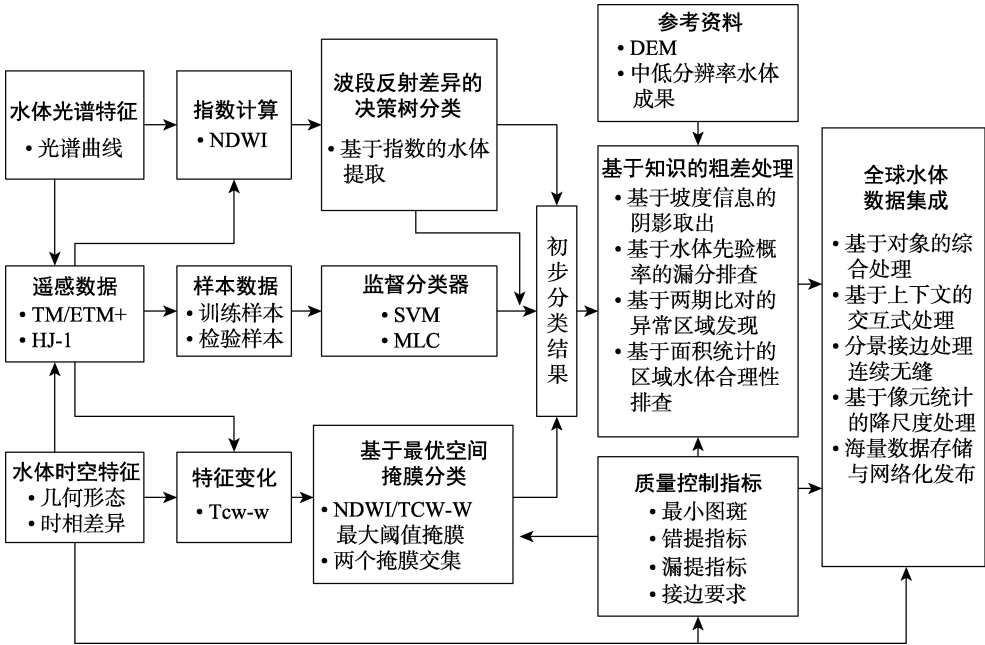 水体光谱特征
• 光谱曲线
指数计算
• NDWI
波段反射差异的
决策树分类
• 基于指数的水体
提取
参考资料
• DEM
• 中低分辨率水体
成果
遥感数据
• TM/ETM+
• HJ-1
样本数据
• 训练样本
• 检验样本
监督分类器
• SVM
• MLC
初
步
分
类
结
果
基于知识的粗差处理
• 基于坡度信息的
阴影取出
• 基于水体先验概
率的漏分排查
• 基于两期比对的
异常区域发现
• 基于面积统计的
区域水体合理性
排查
全球水体
数据集成
• 基于对象的综
合处理
• 基于上下文的
交互式处理
• 分景接边处理
连续无缝
• 基于像元统计
的降尺度处理
• 海量数据存储
与网络化发布
水体时空特征
• 几何形态
• 时相差异
特征变化
• Tcw-w
基于最优空间
掩膜分类
• NDWI/TCW-W
最大阈值掩膜
• 两个掩膜交集
质量控制指标
• 最小图斑
• 错提指标
• 漏提指标
• 接边要求